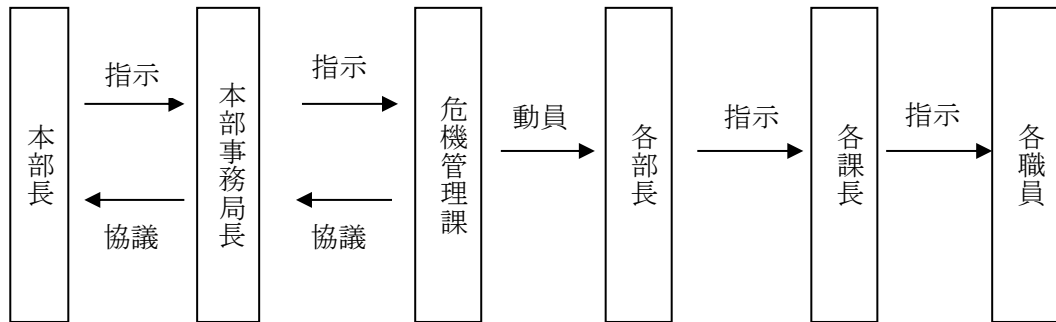 本部長
指示
協議
本部事務局長
指示
協議
危機管理課
動員
各部長
指示
各課長
指示
各職員